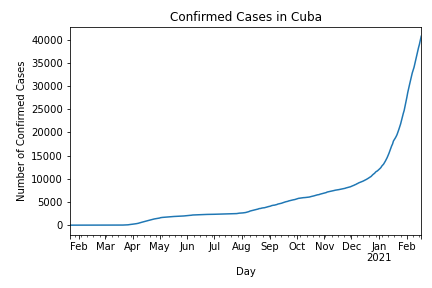 Confirmed Cases in Cuba
40000
35000
30000
25000
20000
15000
10000
5000
0
Number of Confirmed Cases
Feb Mar Apr May Jun Jul Aug Sep Oct Nov Dec Jan Feb
2021
Day